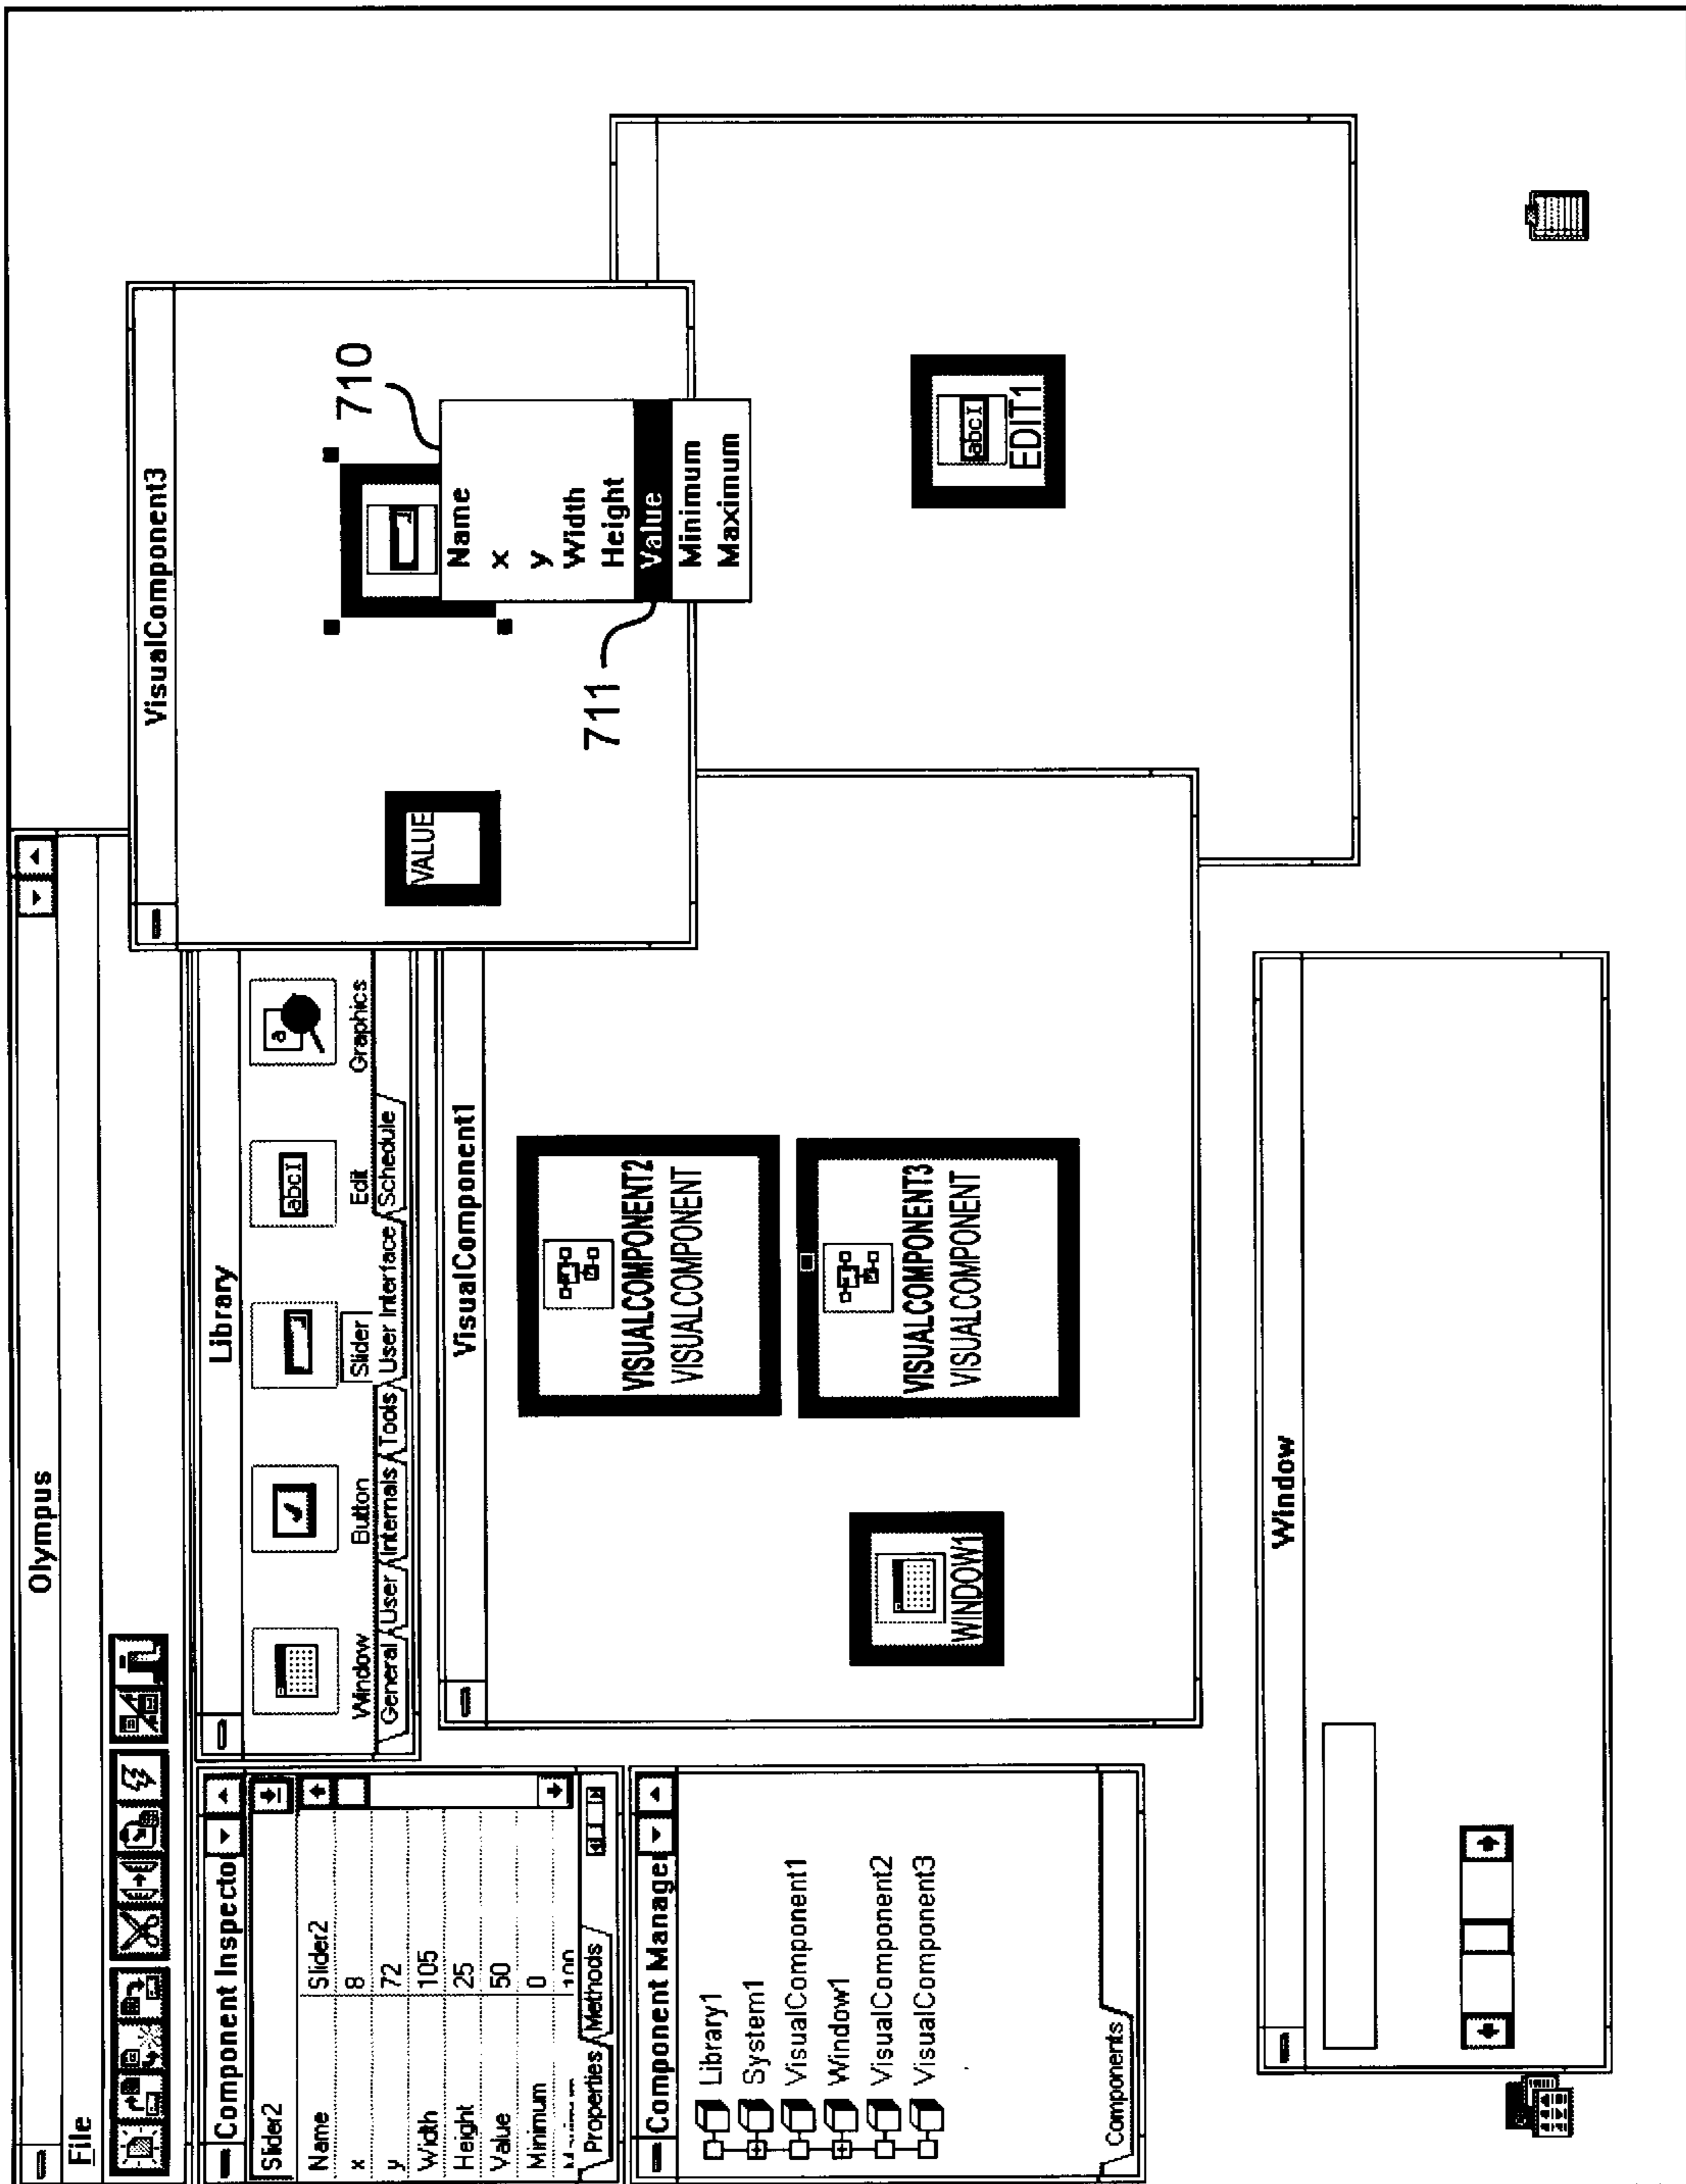 Olympus
File
Component Inspector
Slider2
Name Slider2
x 8
y 72
Width 105
Height 25
Value 50
Minimum 0
Properties Methods
Library
Window Button Slider Edit Graphics
abcI
a
General User Internals Tools User Interface Schedule
VisualComponent3
VALUE
710
Name
x
y
Width
Height
711
Value
Minimum
Maximum
Component Manager
Library1
System1
VisualComponent1
Window1
VisualComponent2
VisualComponent3
Components
VisualComponent1
VISUALCOMPONENT2
VISUALCOMPONENT
VISUALCOMPONENT3
VISUALCOMPONENT
WINDOW1
abcI
EDIT1
Window